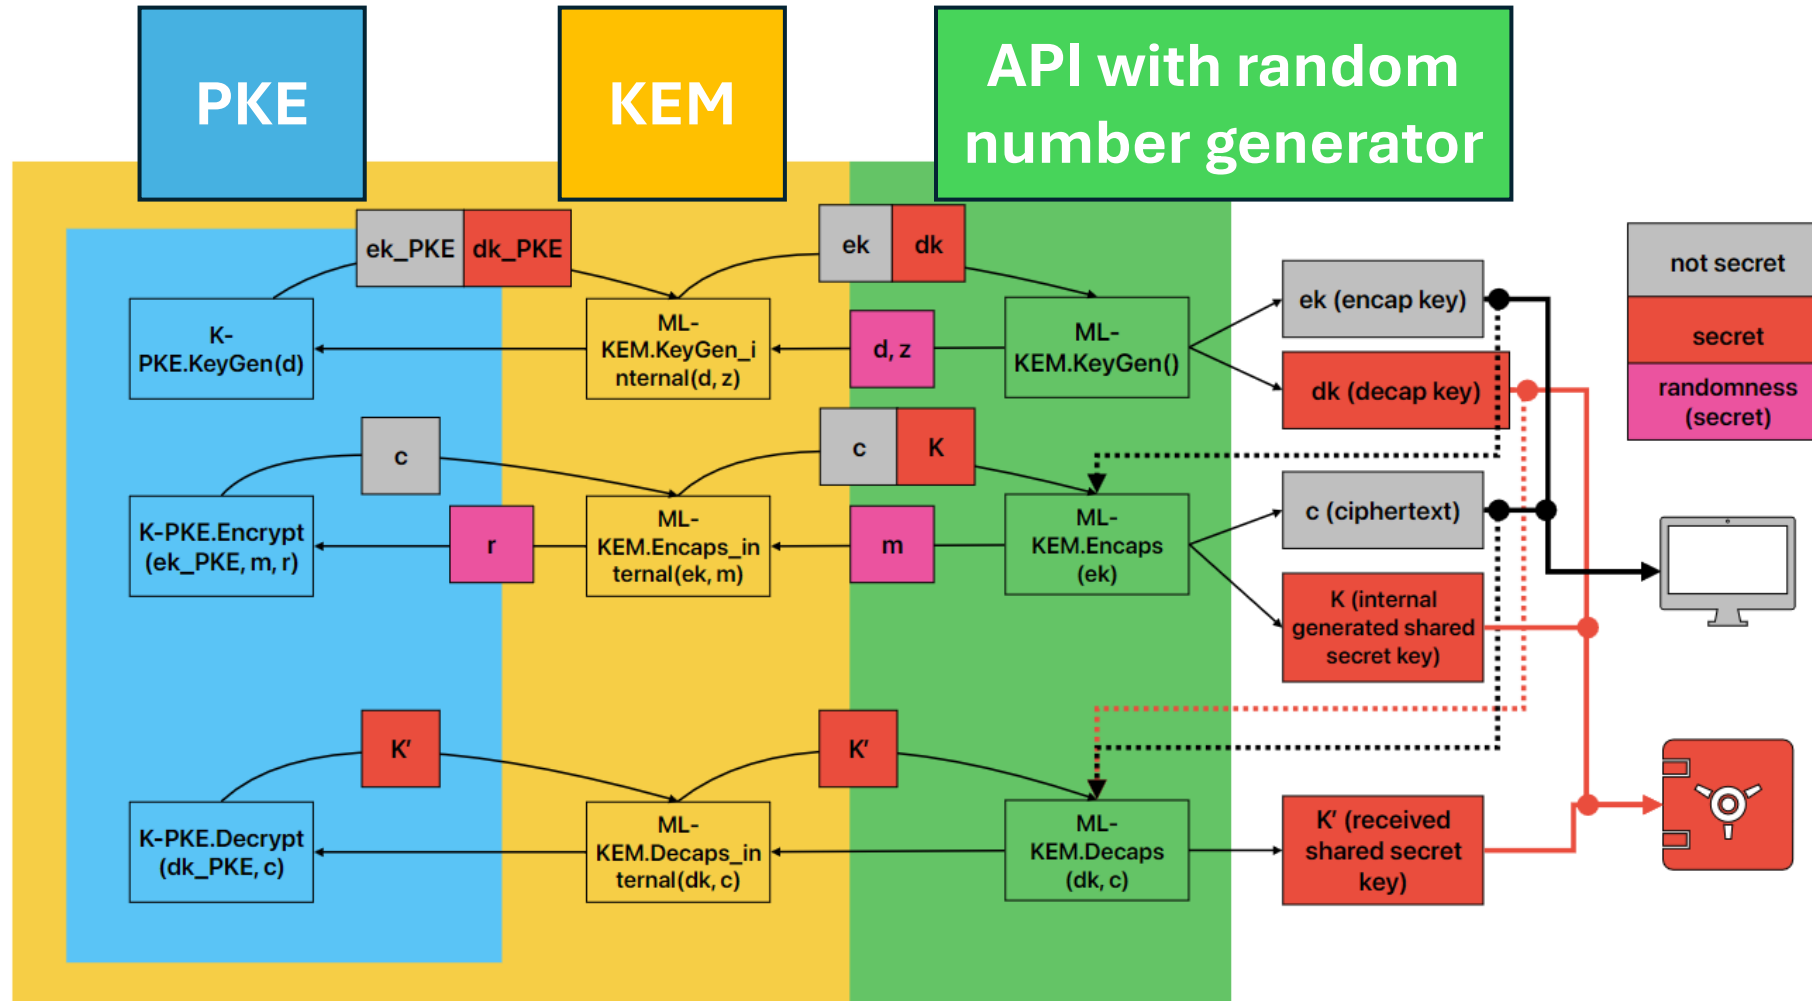 PKE
KEM
API with random
number generator
ek_PKE
dk_PKE
ek
dk
not secret
secret
randomness
(secret)
K-
PKE.KeyGen(d)
ML-
KEM.KeyGen_i
nternal(d, z)
d, z
ML-
KEM.KeyGen()
ek (encap key)
dk (decap key)
c
c
K
K-PKE.Encrypt
(ek_PKE, m, r)
r
ML-
KEM.Encaps_in
ternal(ek, m)
m
ML-
KEM.Encaps
(ek)
c (ciphertext)
K (internal
generated shared
secret key)
K’
K’
K-PKE.Decrypt
(dk_PKE, c)
ML-
KEM.Decaps_in
ternal(dk, c)
ML-
KEM.Decaps
(dk, c)
K’ (received
shared secret
key)